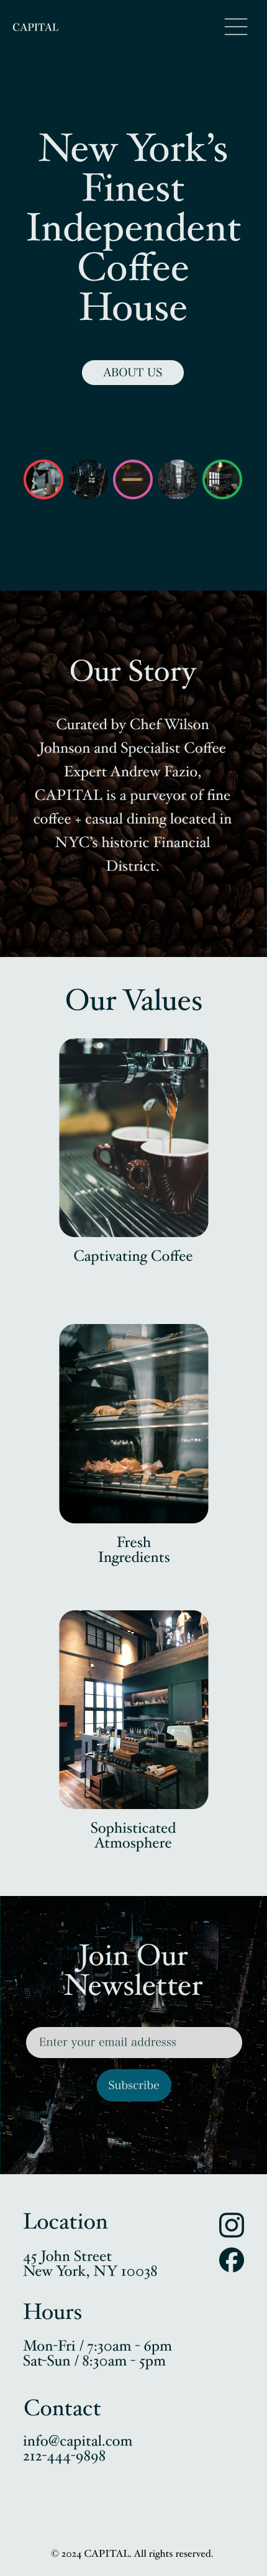 CAPITAL
New York’s
Finest
Independent
Coffee
House
ABOUT US
Our Story
Curated by Chef Wilson
Johnson and Specialist Coffee
Expert Andrew Fazio,
CAPITAL is a purveyor of fine
coffee + casual dining located in
NYC’s historic Financial
District.
Our Values
Captivating Coffee
Fresh
Ingredients
Sophisticated
Atmosphere
Join Our
Newsletter
Enter your email addresss
Subscribe
Location
45 John Street
New York, NY 10038
Hours
Mon-Fri / 7:30am - 6pm
Sat-Sun / 8:30am - 5pm
Contact
info@capital.com
212-444-9898
© 2024 CAPITAL. All rights reserved.